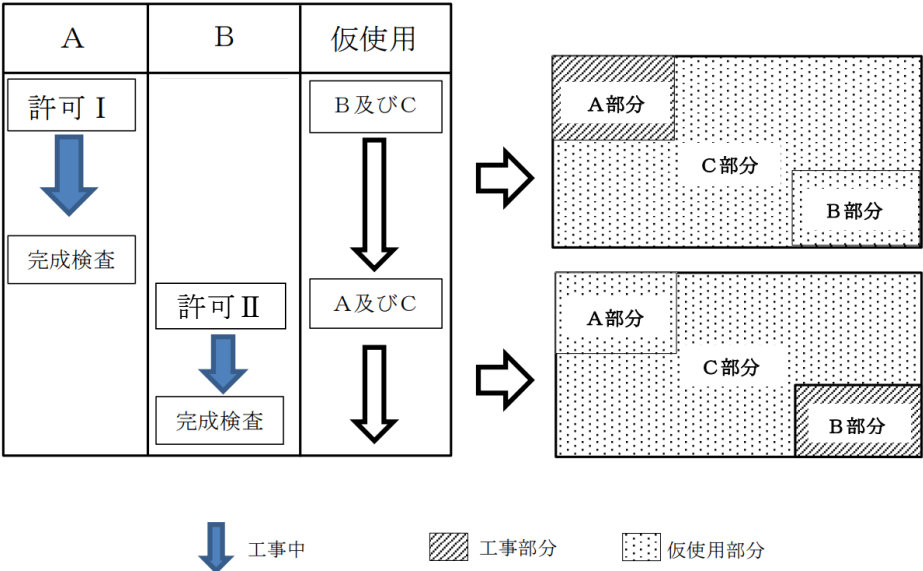 A
B
仮使用
許可Ⅰ
B及びC
完成検査
許可Ⅱ
A及びC
完成検査
A部分
C部分
B部分
A部分
C部分
B部分
工事中
工事部分
仮使用部分